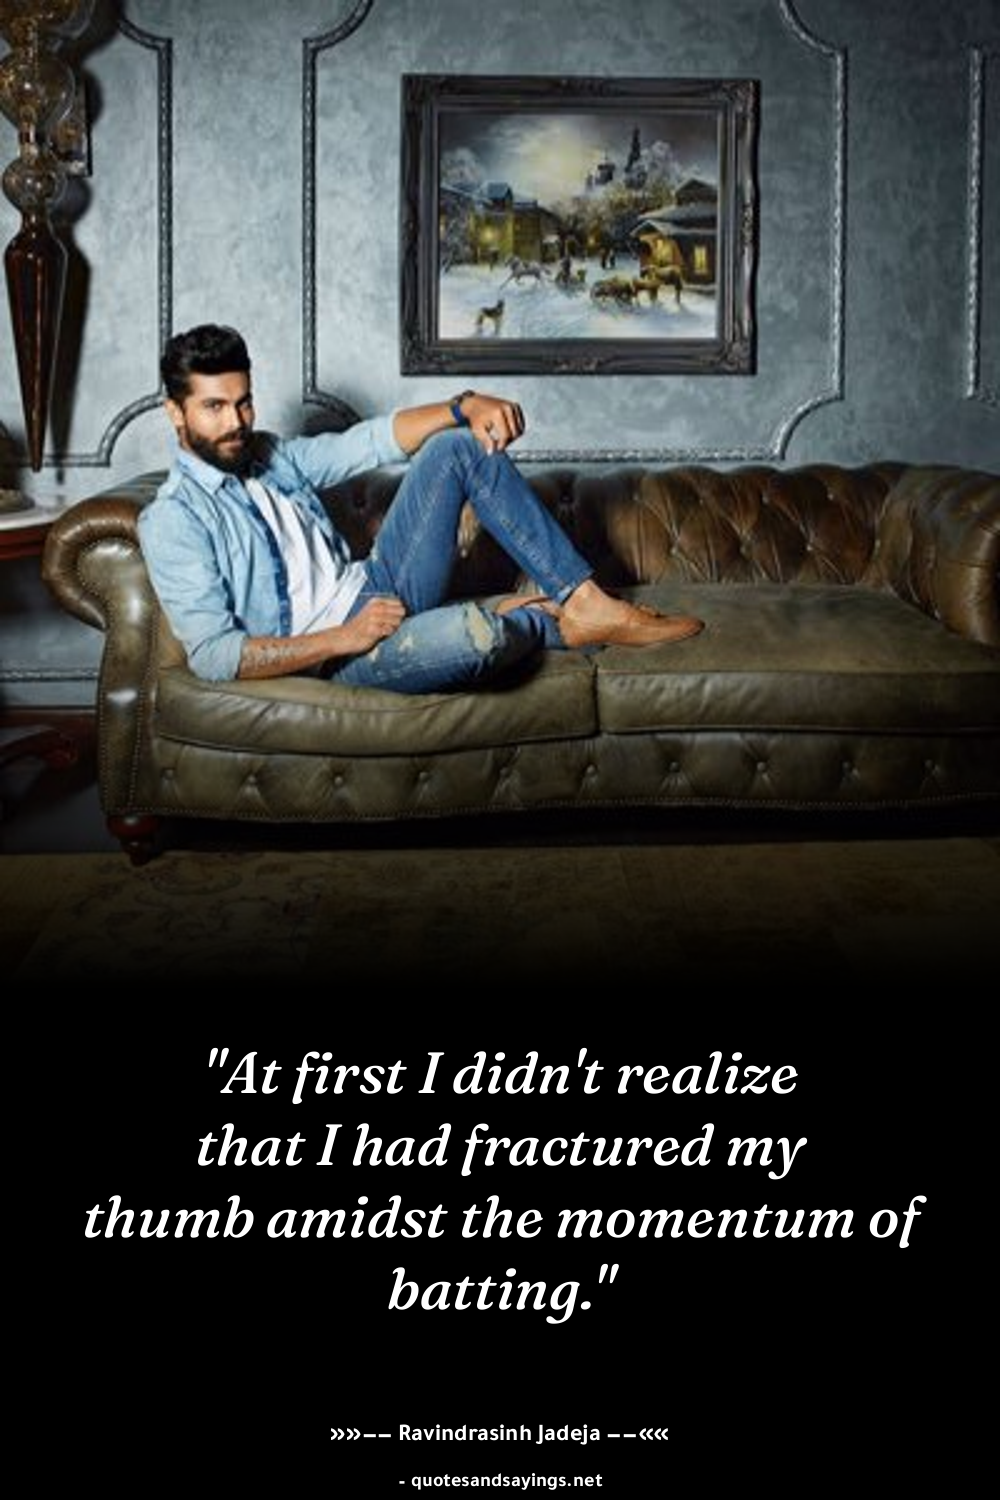 "At first I didn't realize
that I had fractured my
thumb amidst the momentum of
batting."
»»–– Ravindrasinh Jadeja ––««
- quotesandsayings.net